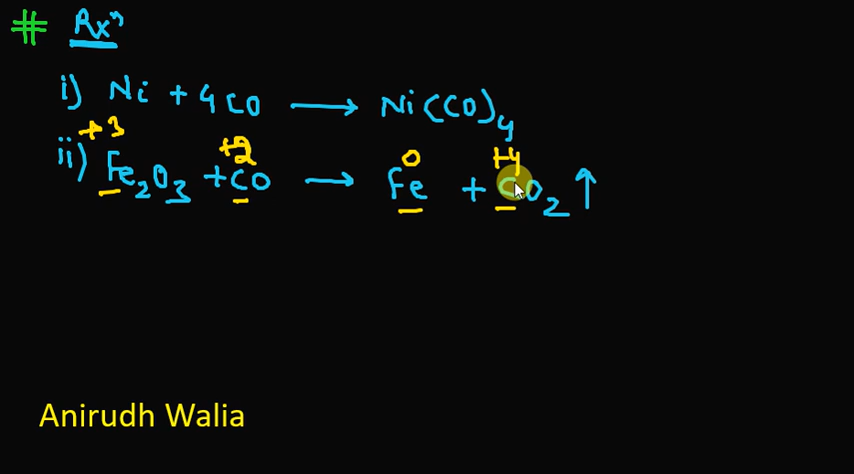 # Rxⁿ
i) Ni + 4CO ⟶ Ni(CO)₄
+3 +2 0 +4
ii) Fe₂O₃ + CO ⟶ Fe + CO₂ ↑
Anirudh Walia